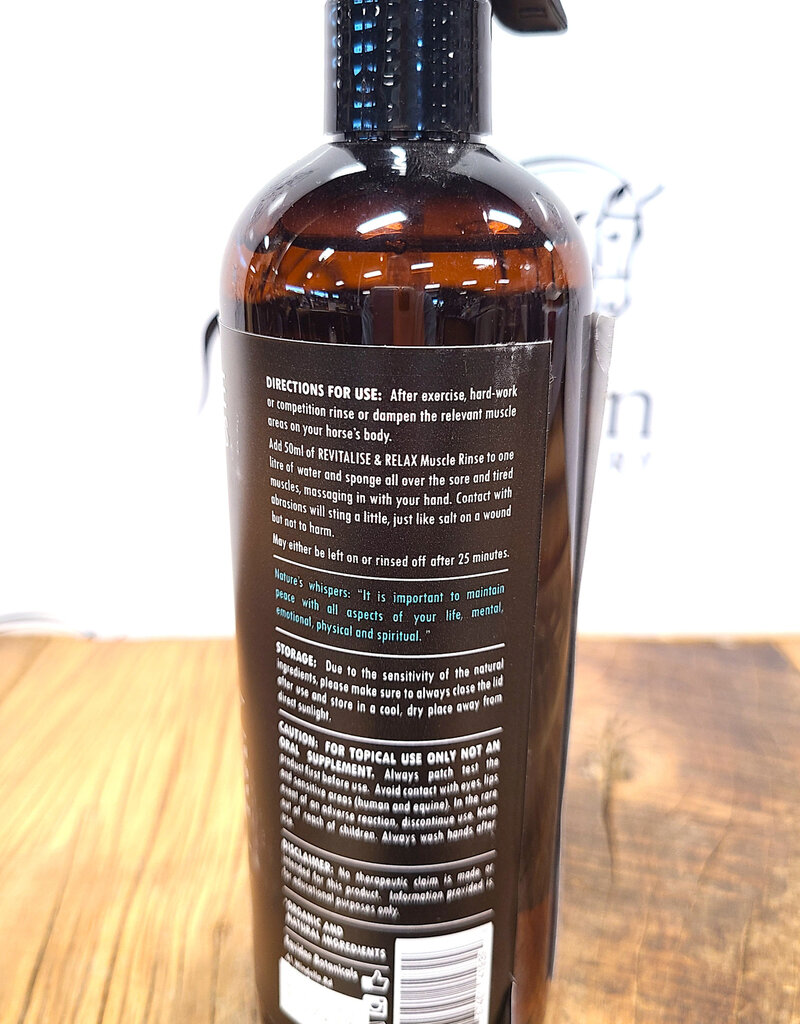 DIRECTIONS FOR USE: After exercise, hard-work
or competition rinse or dampen the relevant muscle
areas on your horse's body.
Add 50ml of REVITALISE & RELAX Muscle Rinse to one
litre of water and sponge all over the sore and tired
muscles, massaging in with your hand. Contact with
abrasions will sting a little, just like salt on a wound
but not to harm.
May either be left on or rinsed off after 25 minutes.
Nature's whispers: "It is important to maintain
peace with all aspects of your life, mental,
emotional, physical and spiritual. "
STORAGE: Due to the sensitivity of the natural
ingredients, please make sure to always close the lid
after use and store in a cool, dry place away from
direct sunlight.
CAUTION: FOR TOPICAL USE ONLY NOT AN
ORAL SUPPLEMENT. Always patch test the
product first before use. Avoid contact with eyes, lips
and sensitive areas (human and equine). In the rare
event of an adverse reaction, discontinue use. Keep
out of reach of children. Always wash hands after
DISCLAIMER: No therapeutic claim is made or
intended for this product. Information provided is
for educational purposes only.
ORGANIC AND
NATURAL INGREDIENTS
Equidae Botanicals
n
R Y